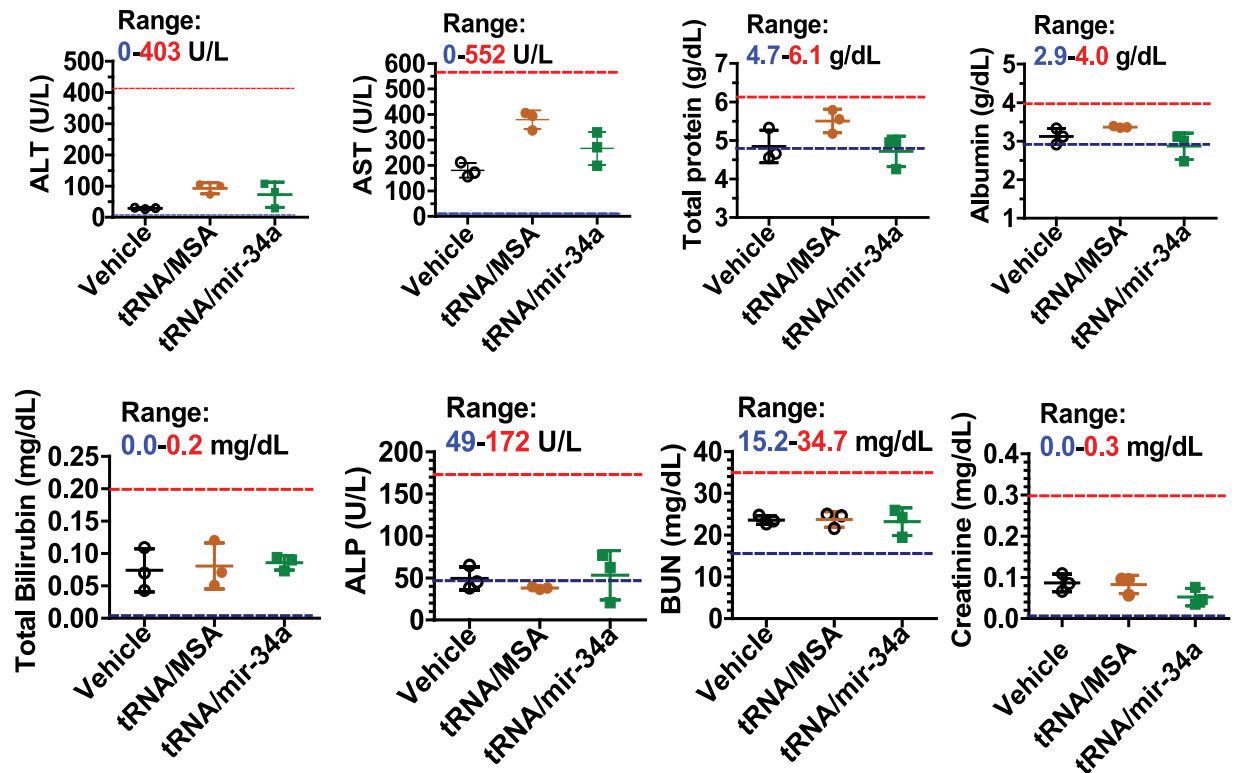 Range:
0-403 U/L
ALT (U/L)
500
400
300
200
100
0
Vehicle
tRNA/MSA
tRNA/mir-34a
Range:
0-552 U/L
AST (U/L)
600
500
400
300
200
100
0
Vehicle
tRNA/MSA
tRNA/mir-34a
Range:
4.7-6.1 g/dL
Total protein (g/dL)
7
6
5
4
3
Vehicle
tRNA/MSA
tRNA/mir-34a
Range:
2.9-4.0 g/dL
Albumin (g/dL)
5
4
3
2
1
Vehicle
tRNA/MSA
tRNA/mir-34a
Range:
0.0-0.2 mg/dL
Total Bilirubin (mg/dL)
0.25
0.20
0.15
0.10
0.05
0.00
Vehicle
tRNA/MSA
tRNA/mir-34a
Range:
49-172 U/L
ALP (U/L)
200
150
100
50
0
Vehicle
tRNA/MSA
tRNA/mir-34a
Range:
15.2-34.7 mg/dL
BUN (mg/dL)
40
30
20
10
0
Vehicle
tRNA/MSA
tRNA/mir-34a
Range:
0.0-0.3 mg/dL
Creatinine (mg/dL)
0.3
0.3
0.2
0.1
0.0
Vehicle
tRNA/MSA
tRNA/mir-34a